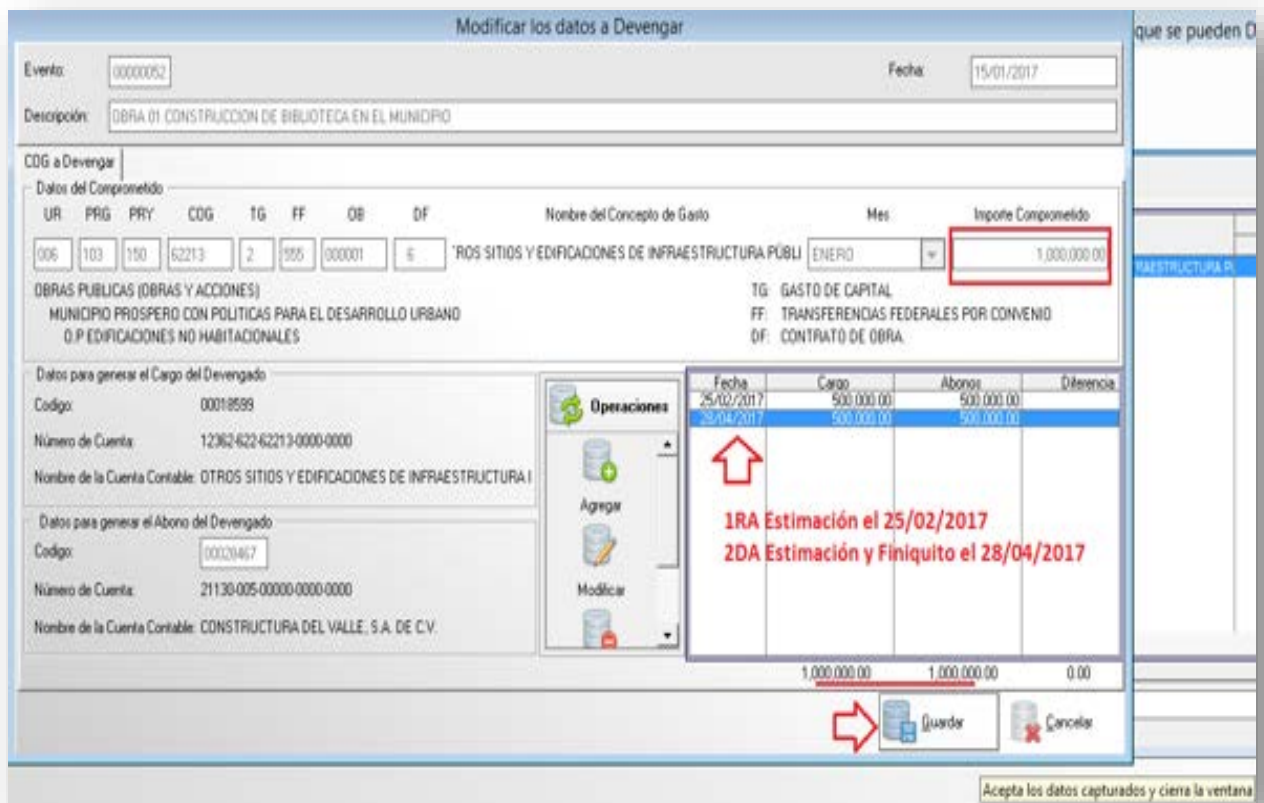 Modificar los datos a Devengar
que se pueden D
Evento: 00000052 Fecha: 15/01/2017
Descripción: OBRA 01 CONSTRUCCION DE BIBLIOTECA EN EL MUNICIPIO
COG a Devengar
Datos del Comprometido
UR PRG PRY COG TG FF OB DF Nombre del Concepto de Gasto Mes Importe Comprometido
006 103 150 62213 2 555 000001 6 'ROS SITIOS Y EDIFICACIONES DE INFRAESTRUCTURA PÚBLI ENERO 1,000,000.00
RAESTRUCTURA PÚ
OBRAS PUBLICAS (OBRAS Y ACCIONES) TG: GASTO DE CAPITAL
MUNICIPIO PROSPERO CON POLITICAS PARA EL DESARROLLO URBANO FF: TRANSFERENCIAS FEDERALES POR CONVENIO
O.P EDIFICACIONES NO HABITACIONALES DF: CONTRATO DE OBRA
Datos para generar el Cargo del Devengado
Codigo: 00018599
Número de Cuenta: 12362-622-62213-0000-0000
Nombre de la Cuenta Contable: OTROS SITIOS Y EDIFICACIONES DE INFRAESTRUCTURA I
Datos para generar el Abono del Devengado
Codigo: 00020467
Número de Cuenta: 21130-005-00000-0000-0000
Nombre de la Cuenta Contable: CONSTRUCTURA DEL VALLE, S.A. DE C.V.
Operaciones
Agregar
Modificar
Fecha Cargo Abonos Diferencia
25/02/2017 500,000.00 500,000.00
28/04/2017 500,000.00 500,000.00
1RA Estimación el 25/02/2017
2DA Estimación y Finiquito el 28/04/2017
1,000,000.00 1,000,000.00 0.00
Guardar Cancelar
Acepta los datos capturados y cierra la ventana